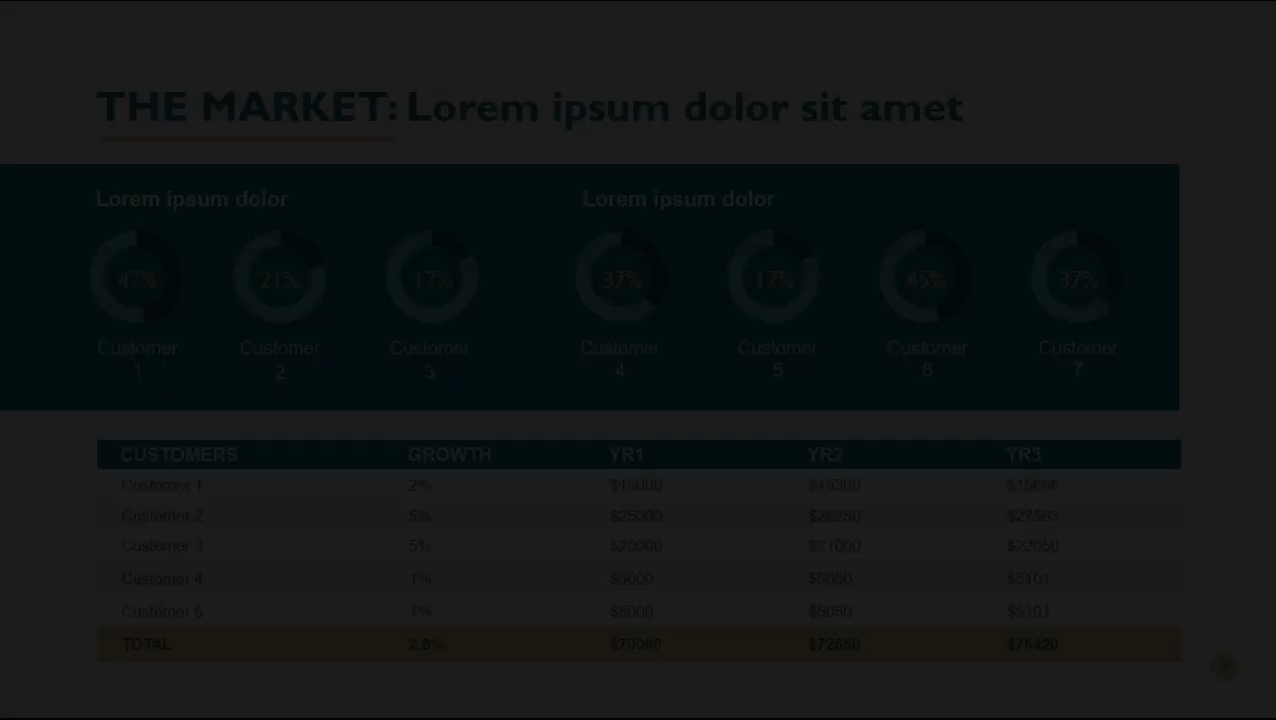 THE MARKET: Lorem ipsum dolor sit amet
Lorem ipsum dolor
Lorem ipsum dolor
47% 21% 17% 37% 17% 45% 37%
Customer 1
Customer 2
Customer 3
Customer 4
Customer 5
Customer 6
Customer 7
CUSTOMERS GROWTH YR1 YR2 YR3
Customer 1 2% $15000 $15300 $15606
Customer 2 5% $25000 $26250 $27563
Customer 3 5% $20000 $21000 $22050
Customer 4 1% $5000 $5050 $5101
Customer 5 1% $5000 $5050 $5101
TOTAL 2.8% $70000 $72650 $75420